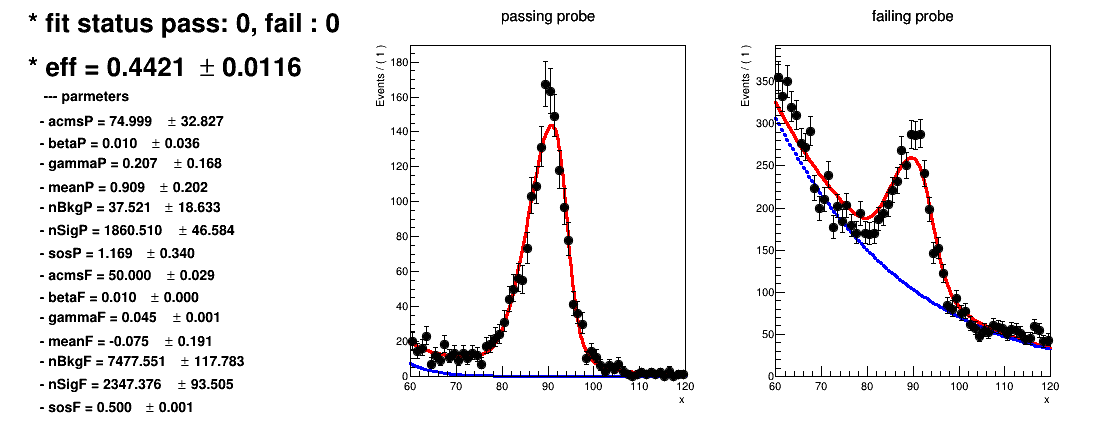 * fit status pass: 0, fail : 0
* eff = 0.4421 ± 0.0116
--- parmeters
- acmsP = 74.999 ± 32.827
- betaP = 0.010 ± 0.036
- gammaP = 0.207 ± 0.168
- meanP = 0.909 ± 0.202
- nBkgP = 37.521 ± 18.633
- nSigP = 1860.510 ± 46.584
- sosP = 1.169 ± 0.340
- acmsF = 50.000 ± 0.029
- betaF = 0.010 ± 0.000
- gammaF = 0.045 ± 0.001
- meanF = -0.075 ± 0.191
- nBkgF = 7477.551 ± 117.783
- nSigF = 2347.376 ± 93.505
- sosF = 0.500 ± 0.001
passing probe
Events / ( 1 )
180
160
140
120
100
80
60
40
20
0
60 70 80 90 100 110 120
x
failing probe
Events / ( 1 )
350
300
250
200
150
100
50
0
60 70 80 90 100 110 120
x